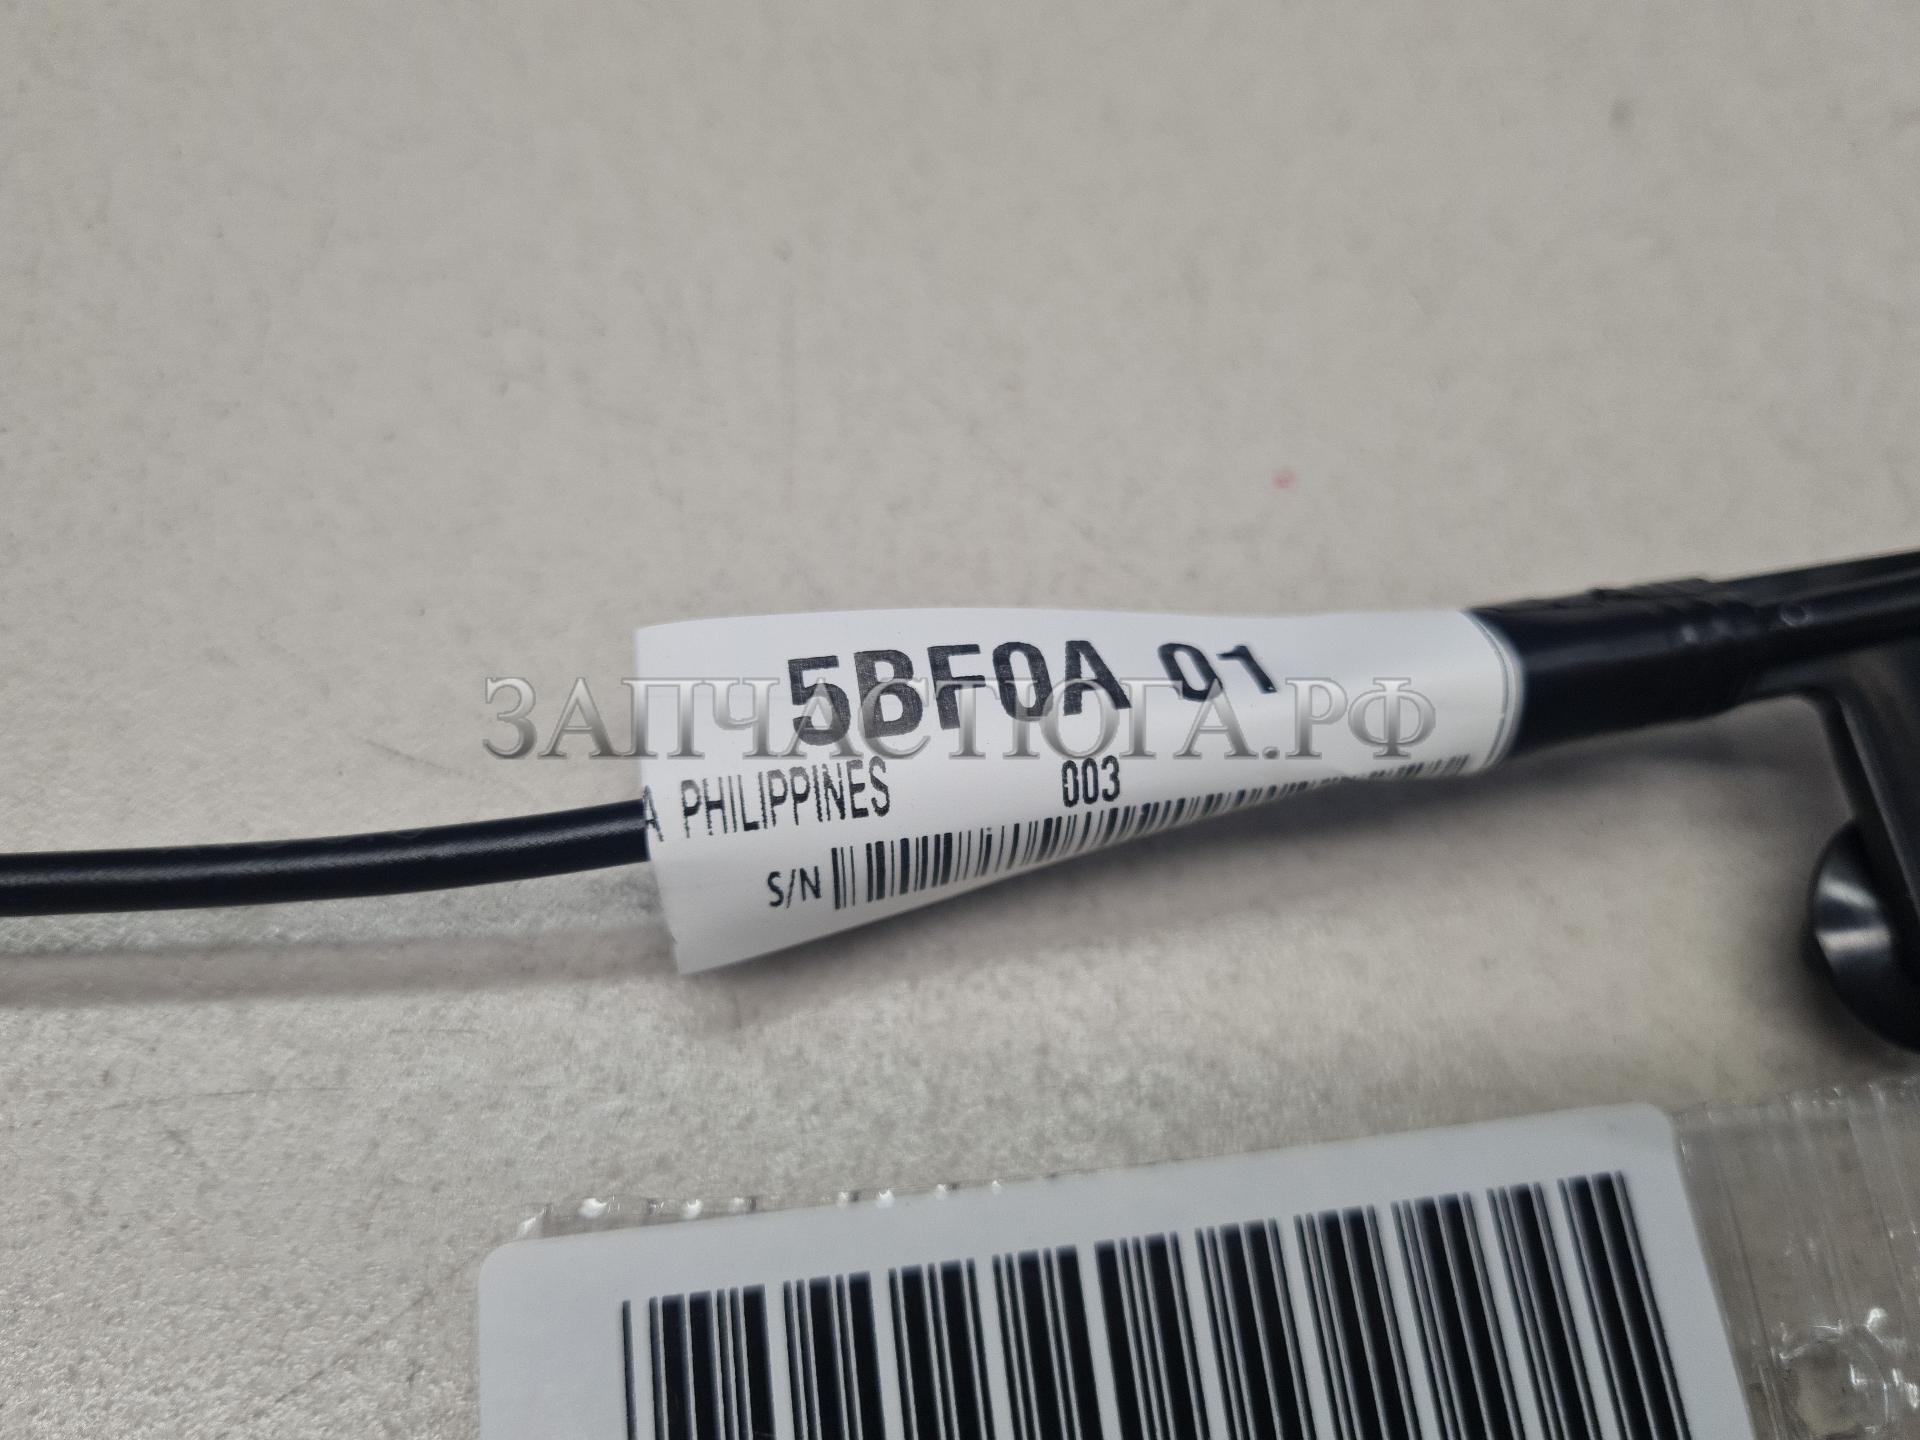 5BF0A 01
ЗАПЧАСТЮГА.РФ
A PHILIPPINES 003
S/N